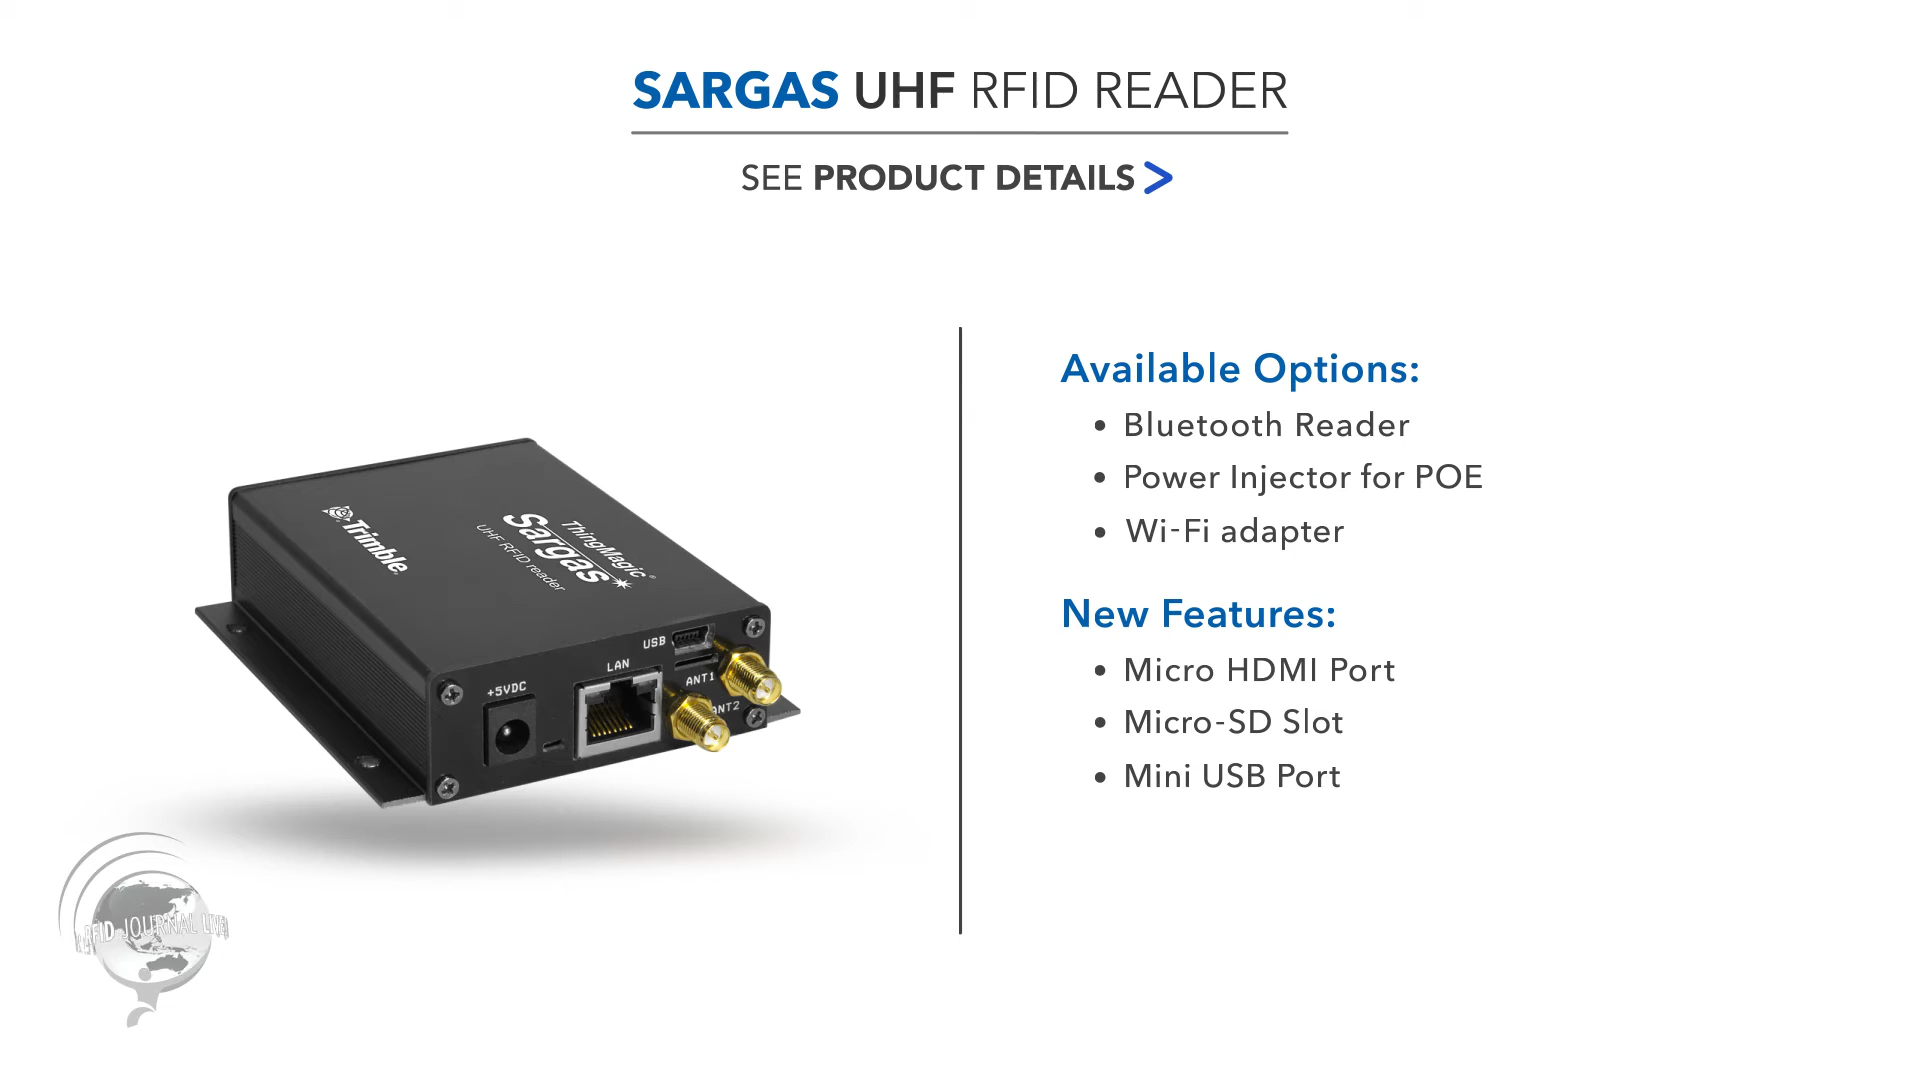 SARGAS UHF RFID READER
SEE PRODUCT DETAILS >
Available Options:
• Bluetooth Reader
• Power Injector for POE
• Wi-Fi adapter
New Features:
• Micro HDMI Port
• Micro-SD Slot
• Mini USB Port
Trimble
ThingMagic®
Sargas
UHF RFID reader
USB
LAN
ANT1
+5VDC
ANT2
RFID JOURNAL LIVE!